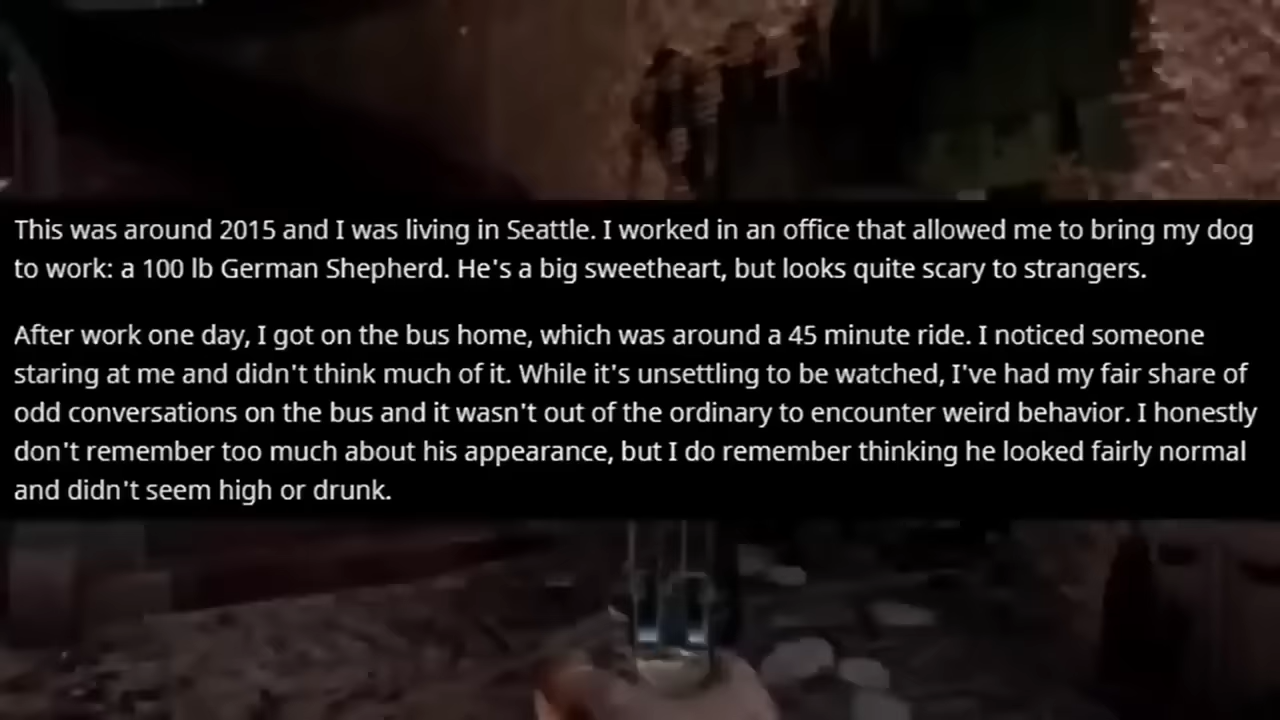 This was around 2015 and I was living in Seattle. I worked in an office that allowed me to bring my dog
to work: a 100 lb German Shepherd. He's a big sweetheart, but looks quite scary to strangers.
After work one day, I got on the bus home, which was around a 45 minute ride. I noticed someone
staring at me and didn't think much of it. While it's unsettling to be watched, I've had my fair share of
odd conversations on the bus and it wasn't out of the ordinary to encounter weird behavior. I honestly
don't remember too much about his appearance, but I do remember thinking he looked fairly normal
and didn't seem high or drunk.